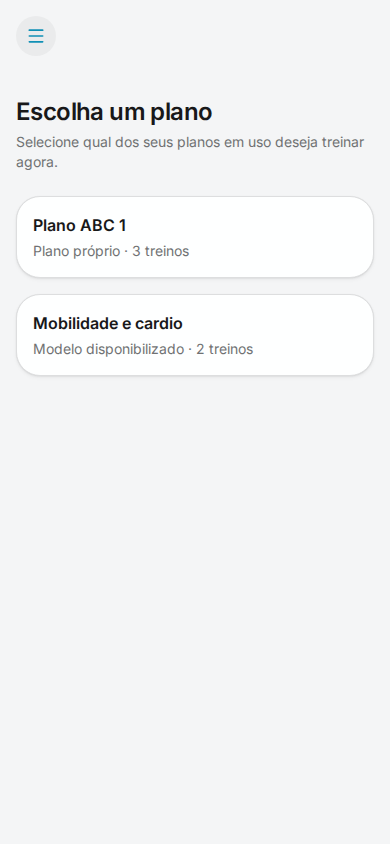 Escolha um plano
Selecione qual dos seus planos em uso deseja treinar
agora.
Plano ABC 1
Plano próprio · 3 treinos
Mobilidade e cardio
Modelo disponibilizado · 2 treinos